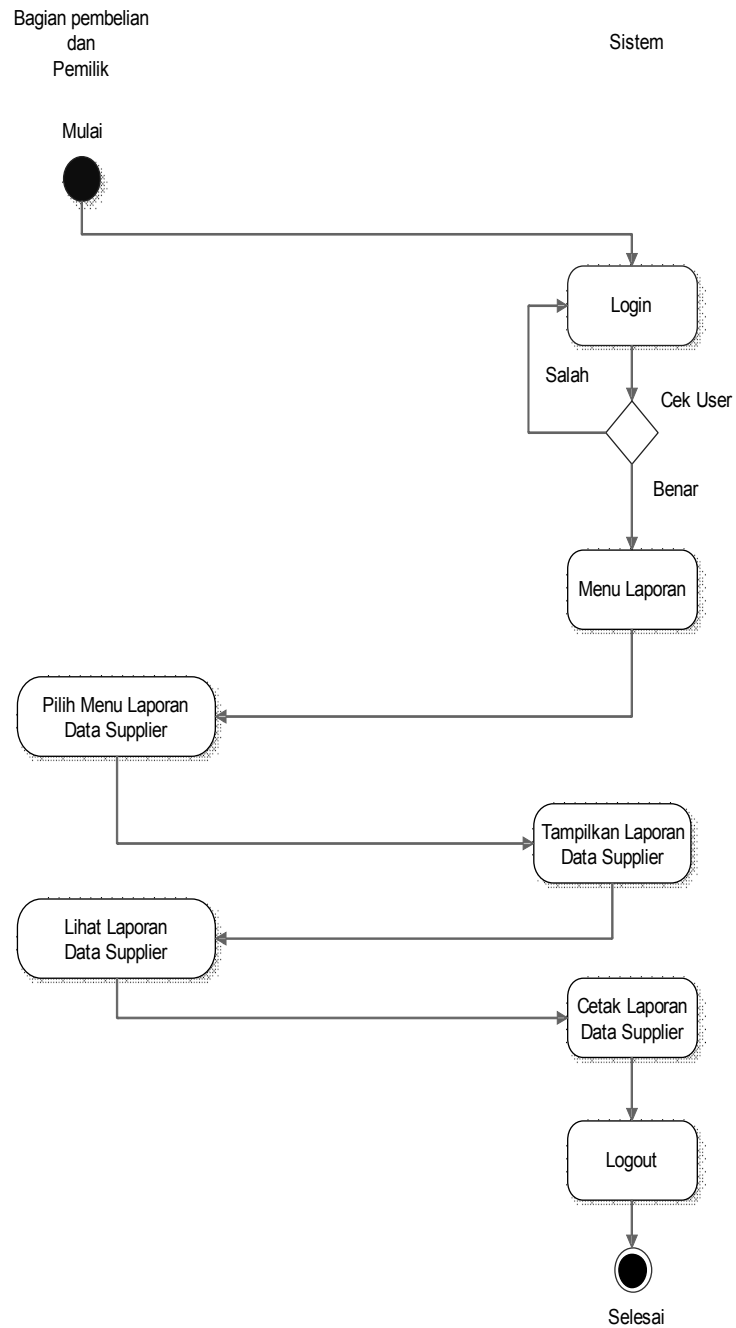 Bagian pembelian
dan
Pemilik
Sistem
Mulai
Login
Salah
Cek User
Benar
Menu Laporan
Pilih Menu Laporan
Data Supplier
Tampilkan Laporan
Data Supplier
Lihat Laporan
Data Supplier
Cetak Laporan
Data Supplier
Logout
Selesai